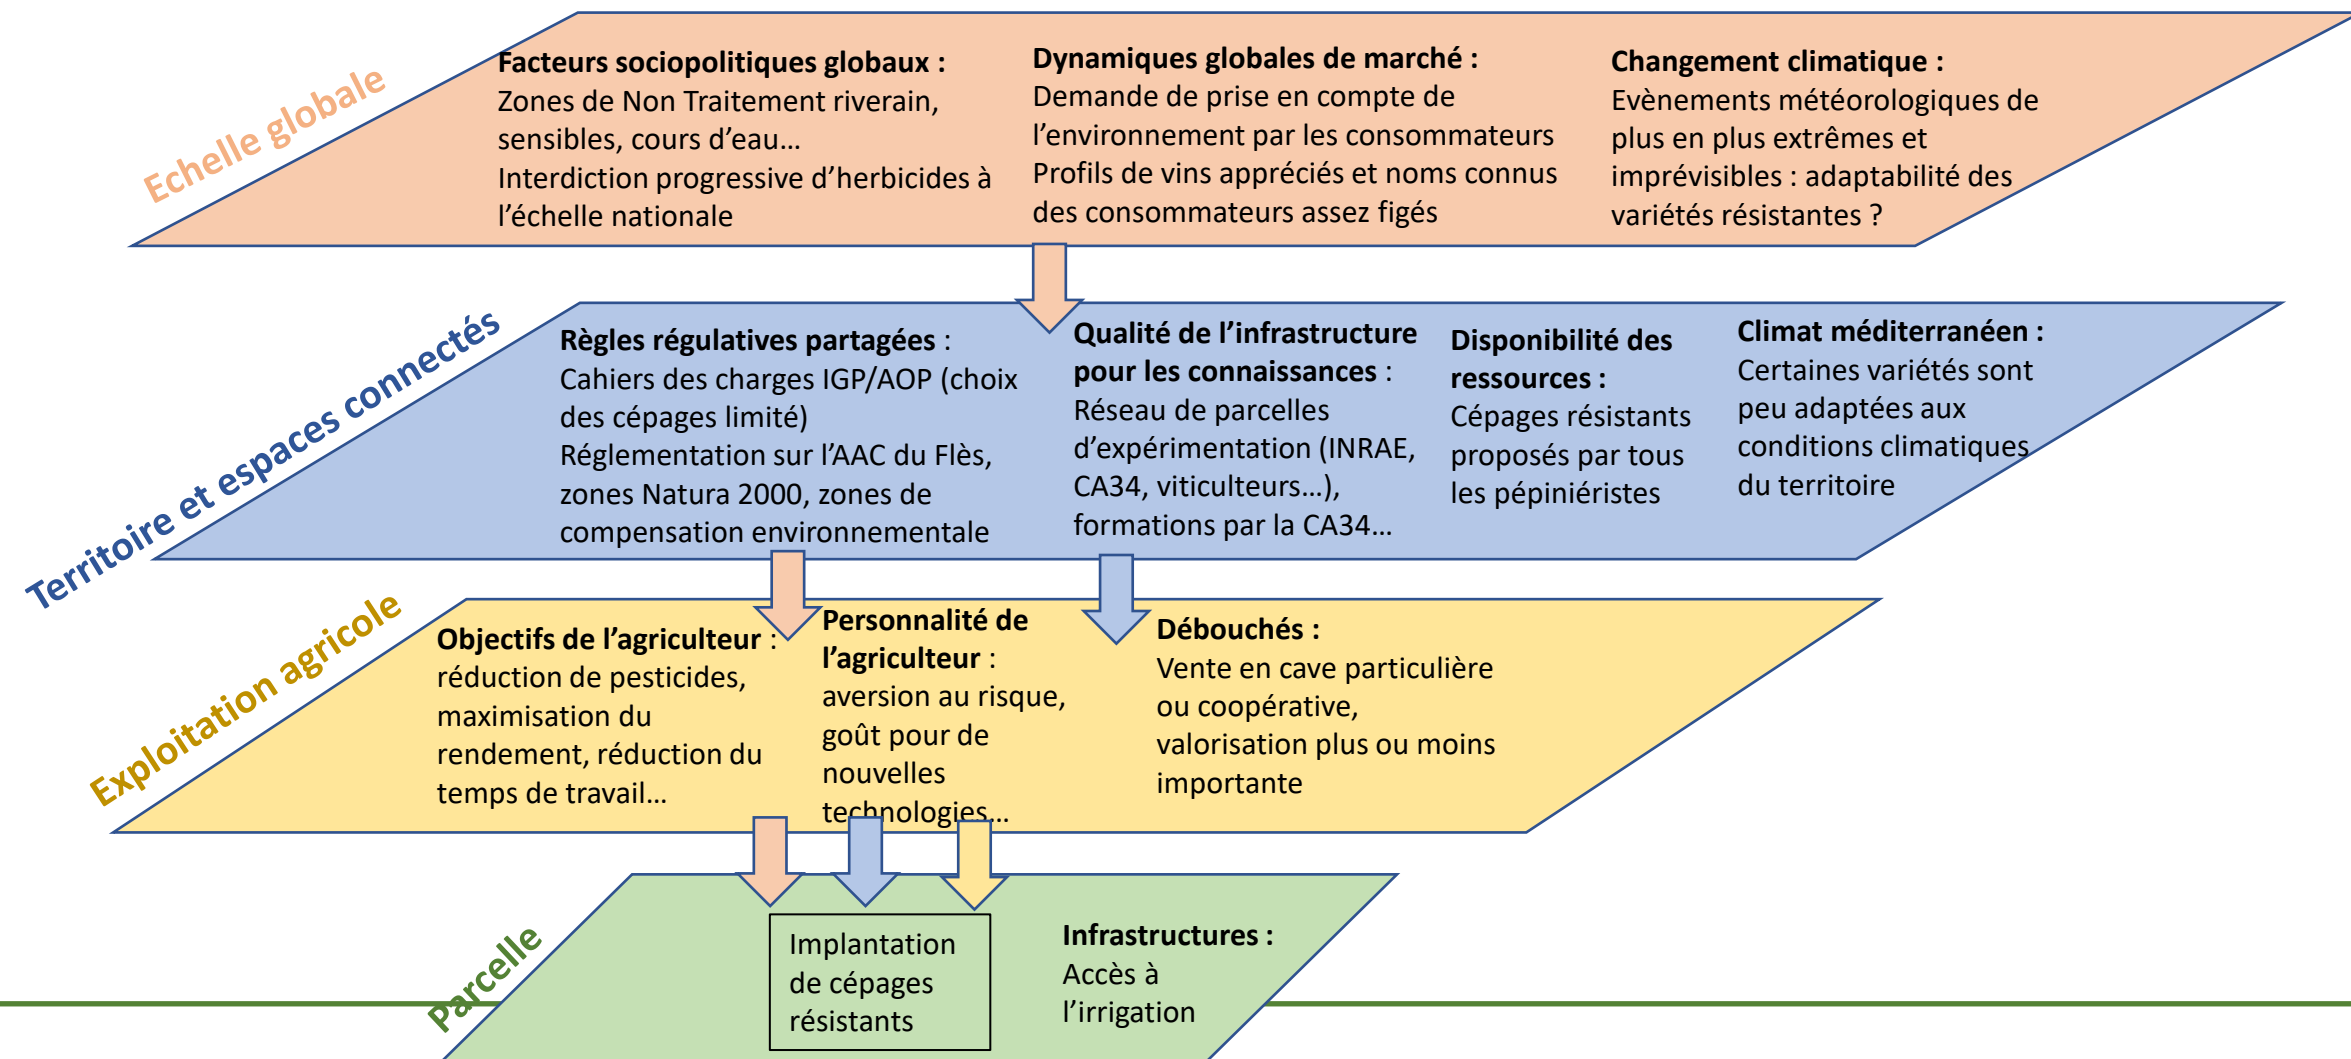 Echelle globale
Facteurs sociopolitiques globaux :
Zones de Non Traitement riverain,
sensibles, cours d’eau…
Interdiction progressive d’herbicides à
l’échelle nationale
Dynamiques globales de marché :
Demande de prise en compte de
l’environnement par les consommateurs
Profils de vins appréciés et noms connus
des consommateurs assez figés
Changement climatique :
Evènements météorologiques de
plus en plus extrêmes et
imprévisibles : adaptabilité des
variétés résistantes ?
Territoire et espaces connectés
Règles régulatives partagées :
Cahiers des charges IGP/AOP (choix
des cépages limité)
Réglementation sur l’AAC du Flès,
zones Natura 2000, zones de
compensation environnementale
Qualité de l’infrastructure
pour les connaissances :
Réseau de parcelles
d’expérimentation (INRAE,
CA34, viticulteurs…),
formations par la CA34…
Disponibilité des
ressources :
Cépages résistants
proposés par tous
les pépiniéristes
Climat méditerranéen :
Certaines variétés sont
peu adaptées aux
conditions climatiques
du territoire
Exploitation agricole
Objectifs de l’agriculteur :
réduction de pesticides,
maximisation du
rendement, réduction du
temps de travail…
Personnalité de
l’agriculteur :
aversion au risque,
goût pour de
nouvelles
technologies…
Débouchés :
Vente en cave particulière
ou coopérative,
valorisation plus ou moins
importante
Parcelle
Implantation
de cépages
résistants
Infrastructures :
Accès à
l’irrigation